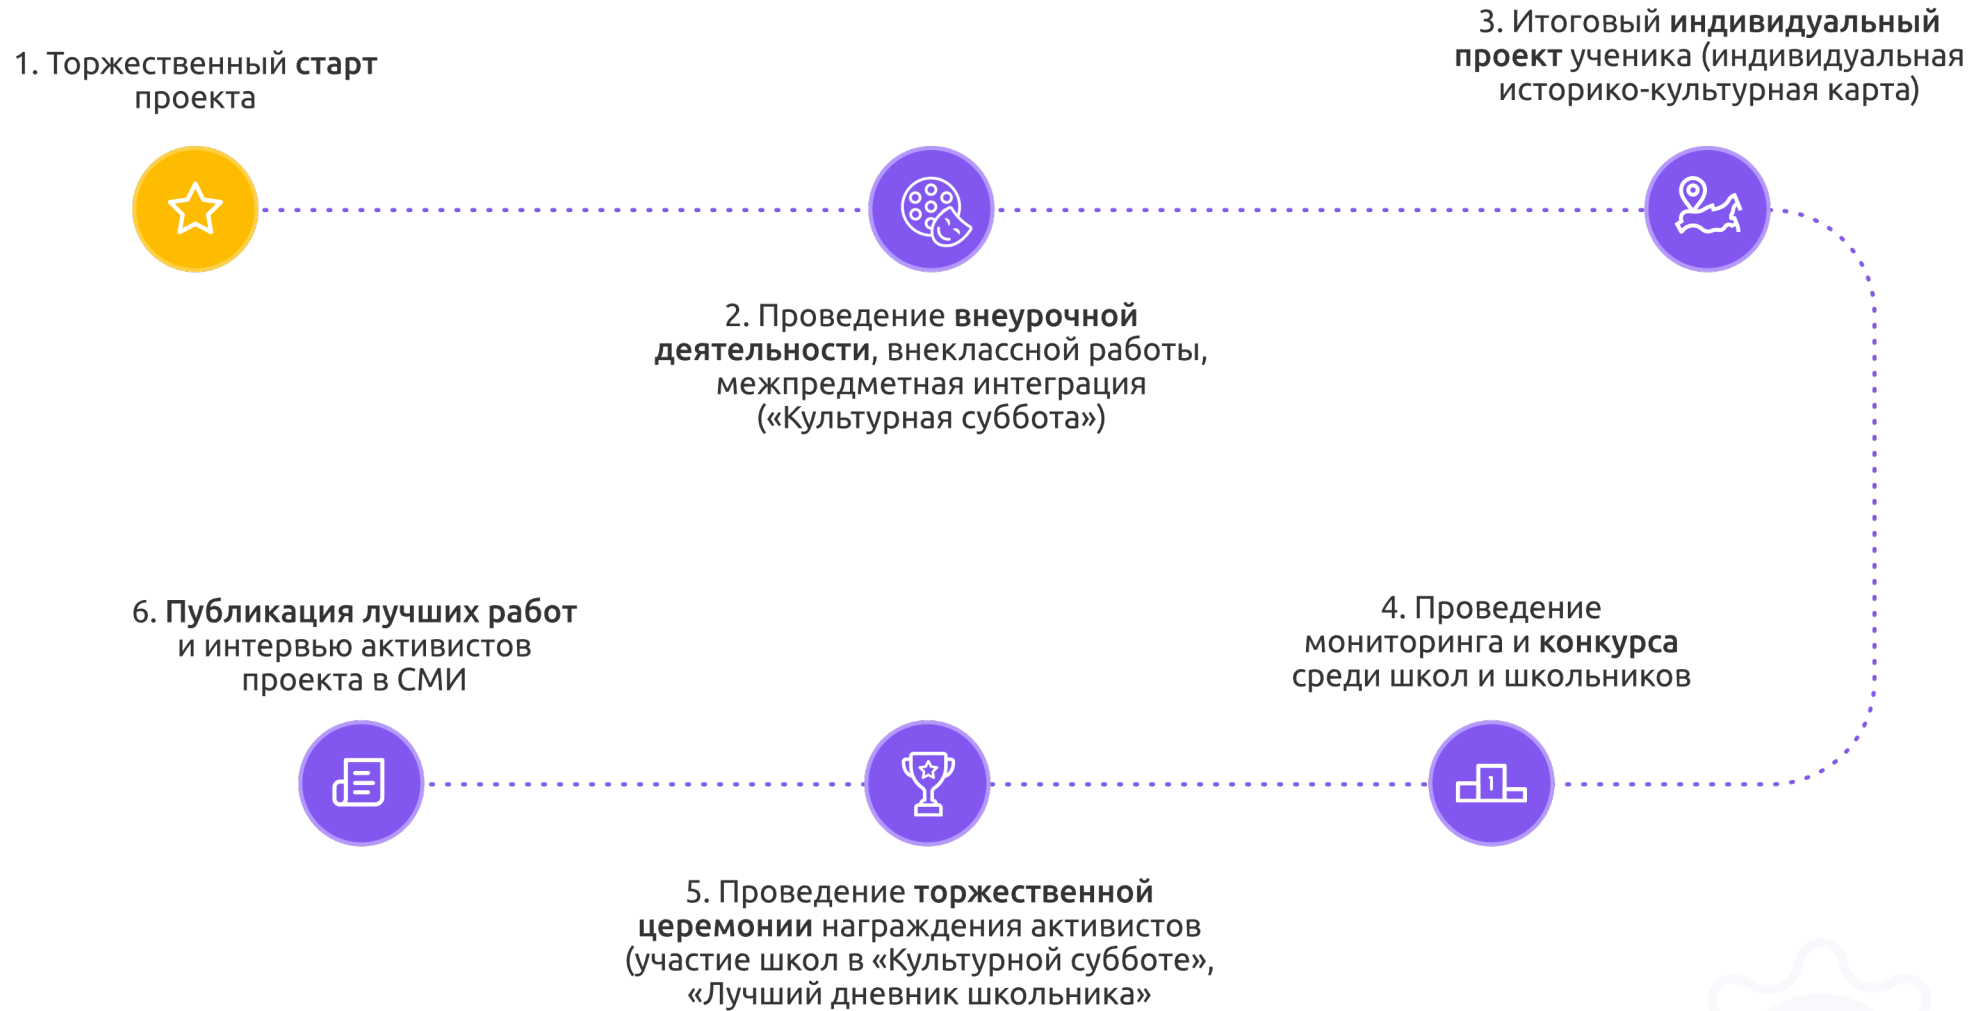 1. Торжественный старт
проекта
3. Итоговый индивидуальный
проект ученика (индивидуальная
историко-культурная карта)
2. Проведение внеурочной
деятельности, внеклассной работы,
межпредметная интеграция
(«Культурная суббота»)
4. Проведение
мониторинга и конкурса
среди школ и школьников
1
5. Проведение торжественной
церемонии награждения активистов
(участие школ в «Культурной субботе»,
«Лучший дневник школьника»
6. Публикация лучших работ
и интервью активистов
проекта в СМИ